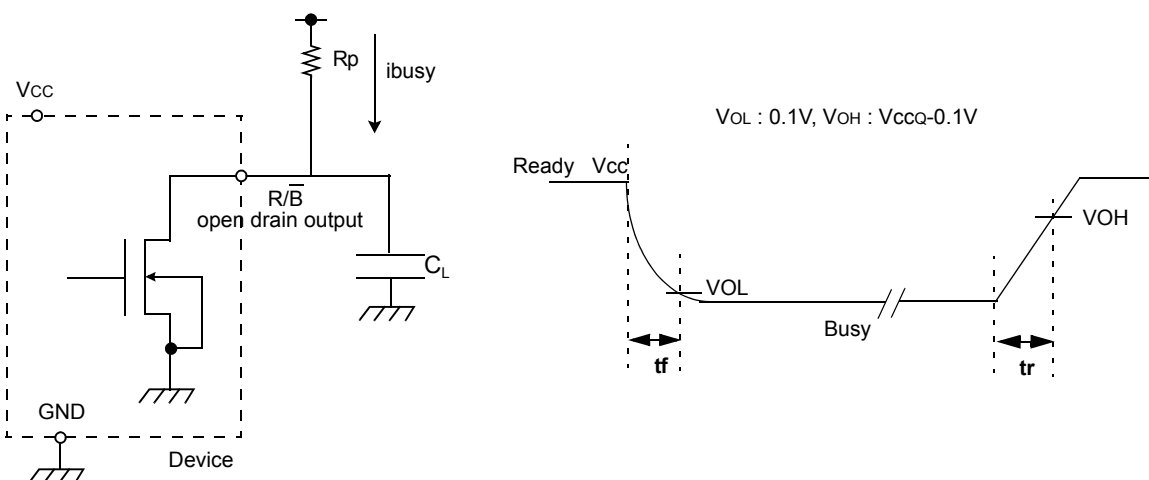 Rp
ibusy
VCC
R/B̅
open drain output
CL
GND
Device
VOL : 0.1V, VOH : VCCQ-0.1V
Ready Vcc
VOH
VOL
Busy
tf
tr